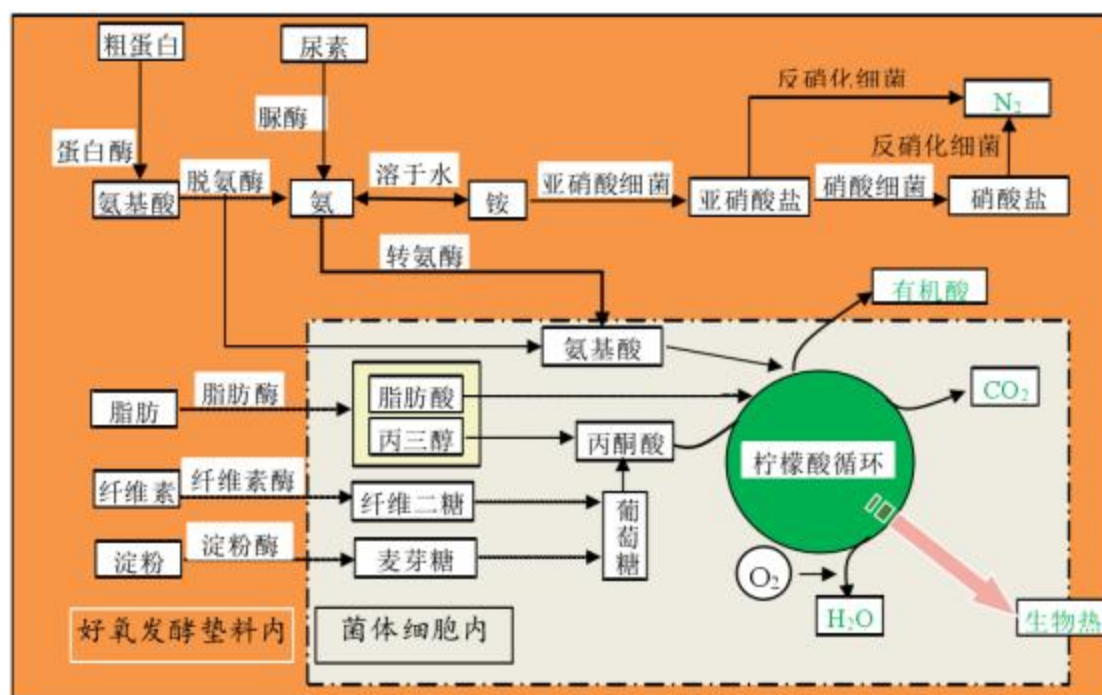 粗蛋白
尿素
反硝化细菌
N₂
脲酶
蛋白酶
反硝化细菌
脱氨酶
溶于水
亚硝酸细菌
硝酸细菌
氨基酸
氨
铵
亚硝酸盐
硝酸盐
转氨酶
有机酸
氨基酸
脂肪酶
脂肪酸
CO₂
脂肪
丙三醇
丙酮酸
柠檬酸循环
纤维素酶
纤维素
纤维二糖
葡萄糖
淀粉酶
淀粉
麦芽糖
O₂
好氧发酵垫料内
菌体细胞内
H₂O
生物热